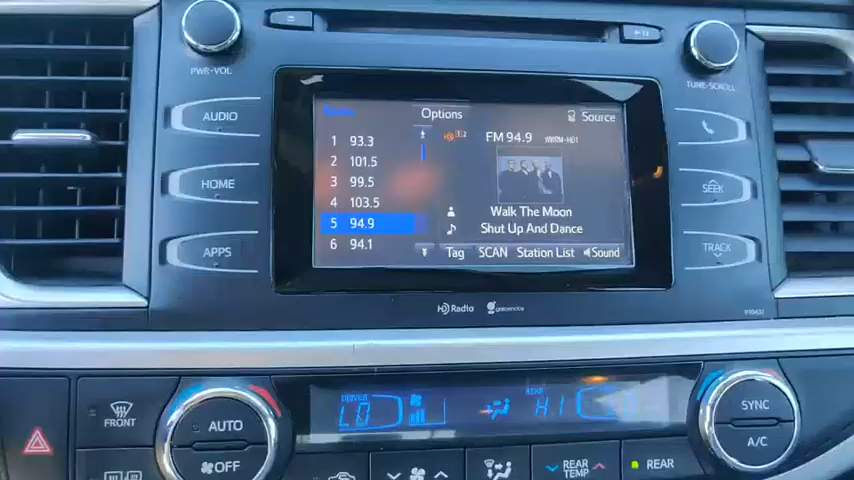 PWR·VOL
TUNE·SCROLL
AUDIO
HOME
APPS
SEEK
TRACK
Options
Source
1 93.3
2 101.5
3 99.5
4 103.5
5 94.9
6 94.1
FM 94.9
Walk The Moon
Shut Up And Dance
Tag SCAN Station List Sound
HD Radio gracenote
DRIVER
LO
REAR
HI
FRONT
AUTO
OFF
REAR
TEMP
REAR
SYNC
A/C